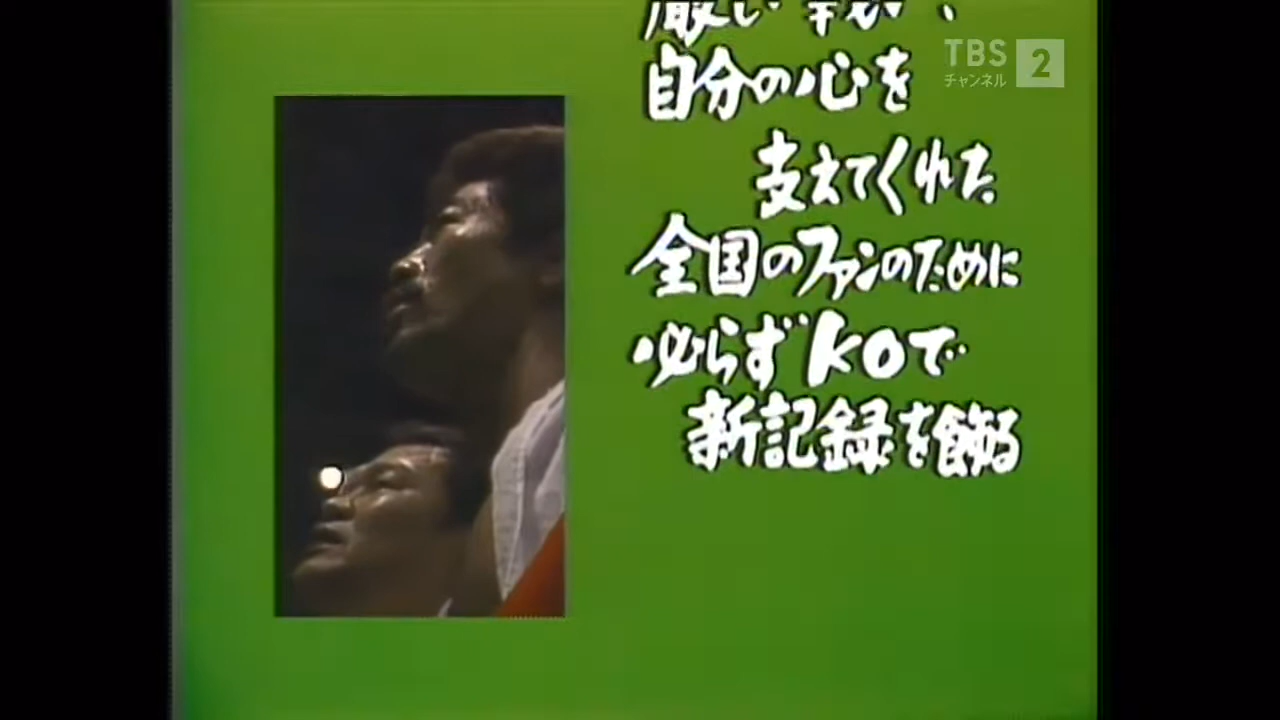 自分の心を
支えてくれた
全国のファンのために
必らずKOで
新記録を飾る
TBS
チャンネル 2